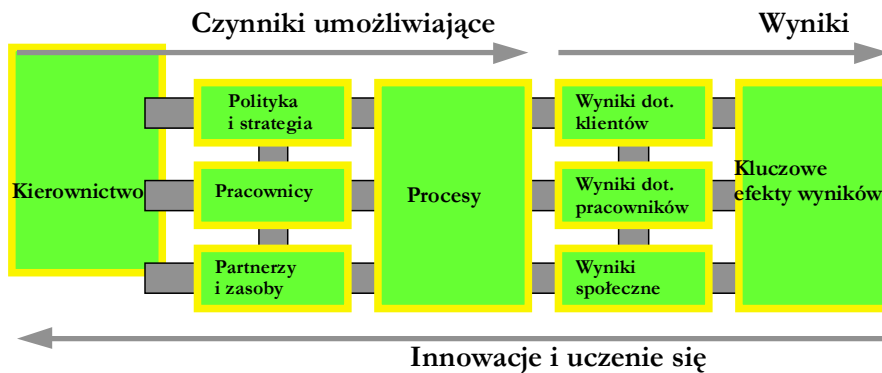 Czynniki umożliwiające
Wyniki
Kierownictwo
Polityka
i strategia
Pracownicy
Partnerzy
i zasoby
Procesy
Wyniki dot.
klientów
Wyniki dot.
pracowników
Wyniki
społeczne
Kluczowe
efekty wyników
Innowacje i uczenie się